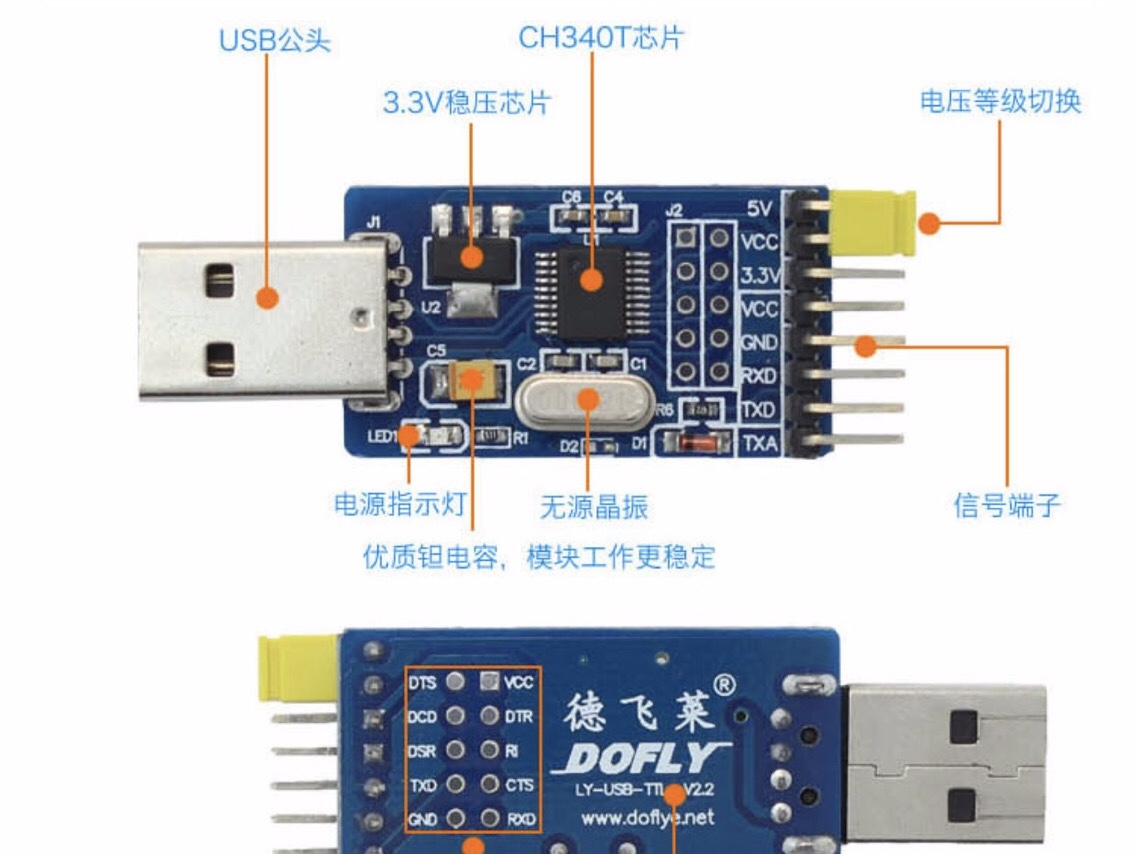 USB公头
CH340T芯片
3.3V稳压芯片
电压等级切换
J1
C6 C4
J2
5V
U1
VCC
3.3V
U2
VCC
GND
C5
C2 C1
RXD
R6
TXD
LED1
R1
D2
D1
TXA
电源指示灯
无源晶振
信号端子
优质钽电容，模块工作更稳定
DTS VCC
DCD DTR
DSR RI
TXD CTS
GND RXD
德飞莱®
DOFLY
LY-USB-TTL V2.2
www.doflye.net